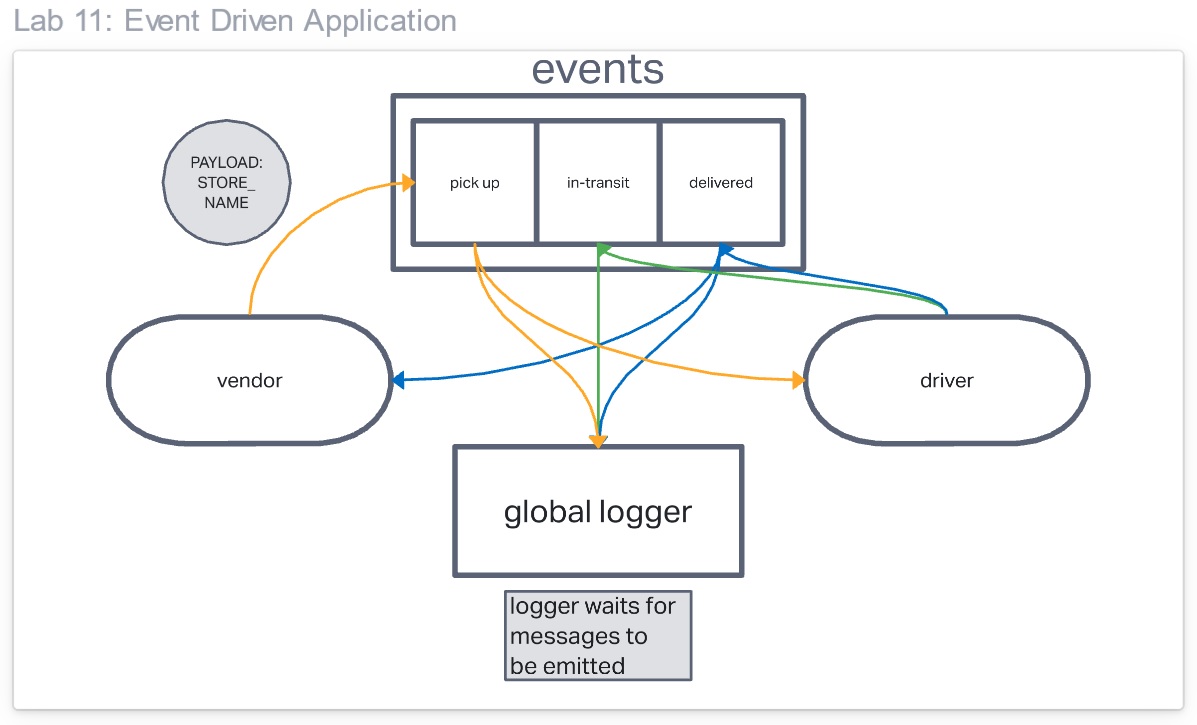 Lab 11: Event Driven Application
events
PAYLOAD:
STORE_
NAME
pick up
in-transit
delivered
vendor
driver
global logger
logger waits for
messages to
be emitted